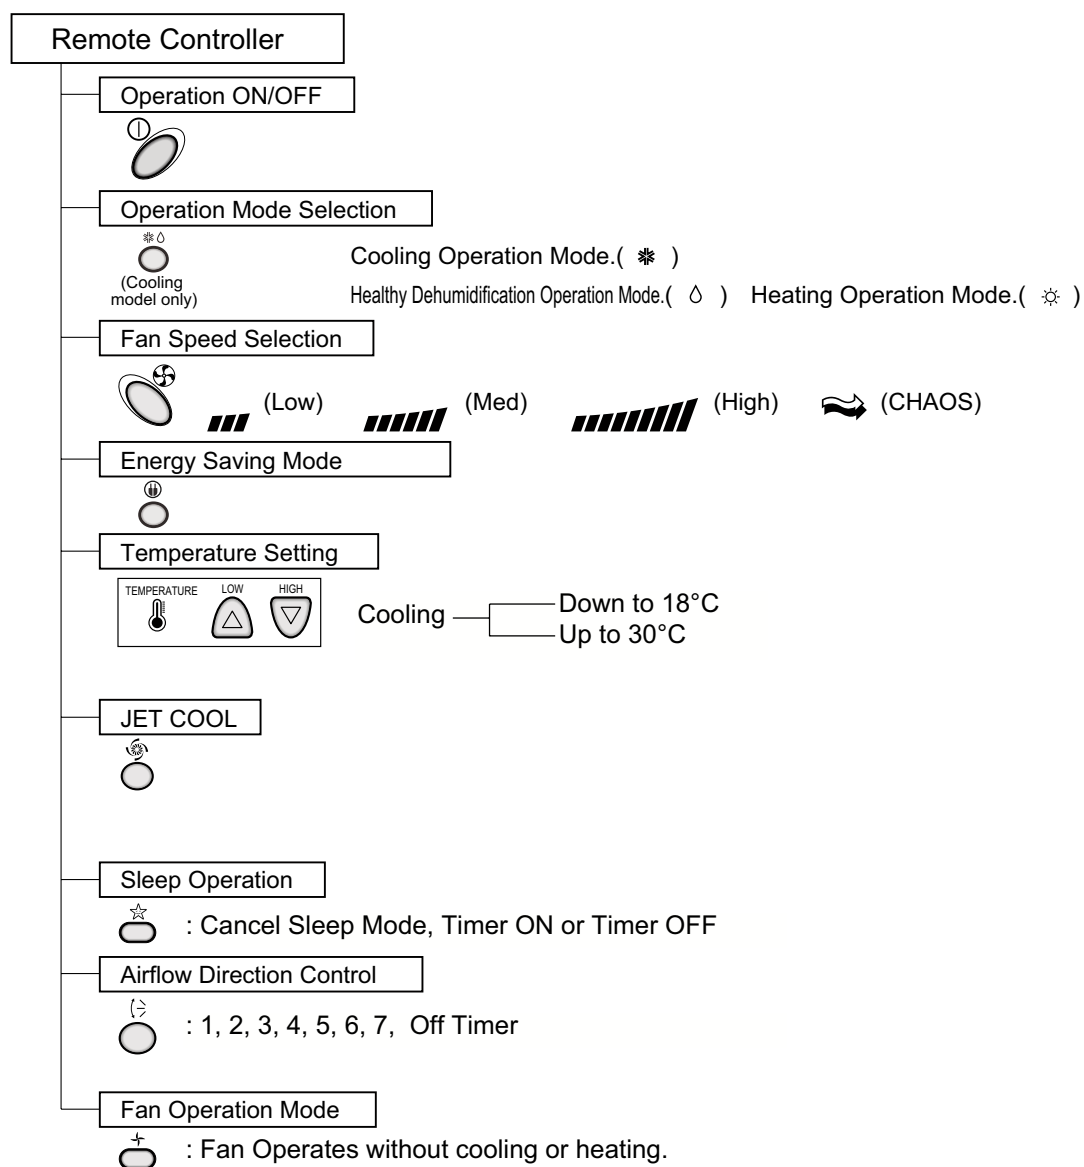 Remote Controller
Operation ON/OFF
Operation Mode Selection
(Cooling
model only)
Cooling Operation Mode.( )
Healthy Dehumidification Operation Mode.( ) Heating Operation Mode.( )
Fan Speed Selection
(Low) (Med) (High) (CHAOS)
Energy Saving Mode
Temperature Setting
TEMPERATURE LOW HIGH
Cooling
Down to 18°C
Up to 30°C
JET COOL
Sleep Operation
: Cancel Sleep Mode, Timer ON or Timer OFF
Airflow Direction Control
: 1, 2, 3, 4, 5, 6, 7, Off Timer
Fan Operation Mode
: Fan Operates without cooling or heating.